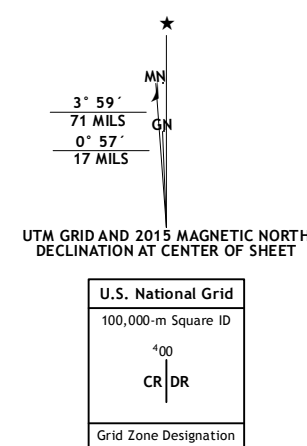 ★
MN
3° 59´
71 MILS
GN
0° 57´
17 MILS
UTM GRID AND 2015 MAGNETIC NORTH
DECLINATION AT CENTER OF SHEET
U.S. National Grid
100,000-m Square ID
⁴00
CR DR
Grid Zone Designation